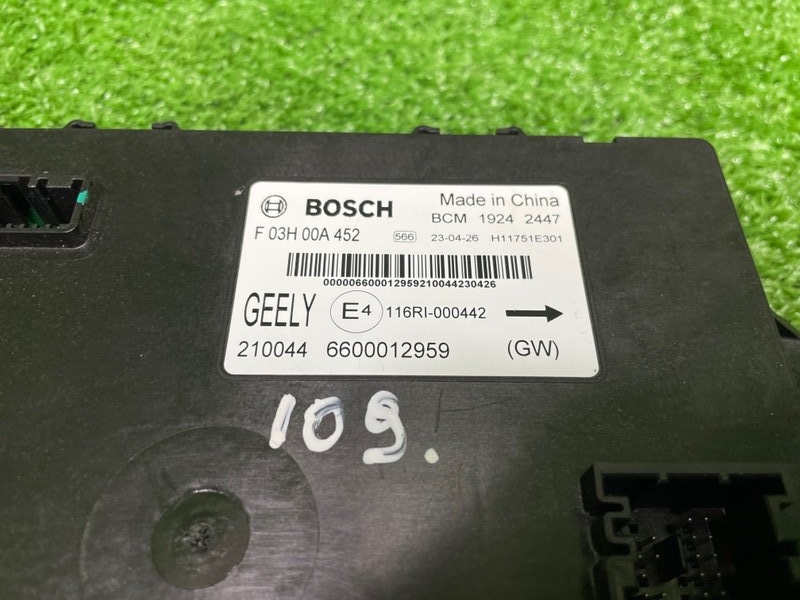 BOSCH Made in China
BCM 1924 2447
F 03H 00A 452 566 23-04-26 H11751E301
000006600012959210044230426
GEELY E4 116RI-000442
210044 6600012959 (GW)
109.